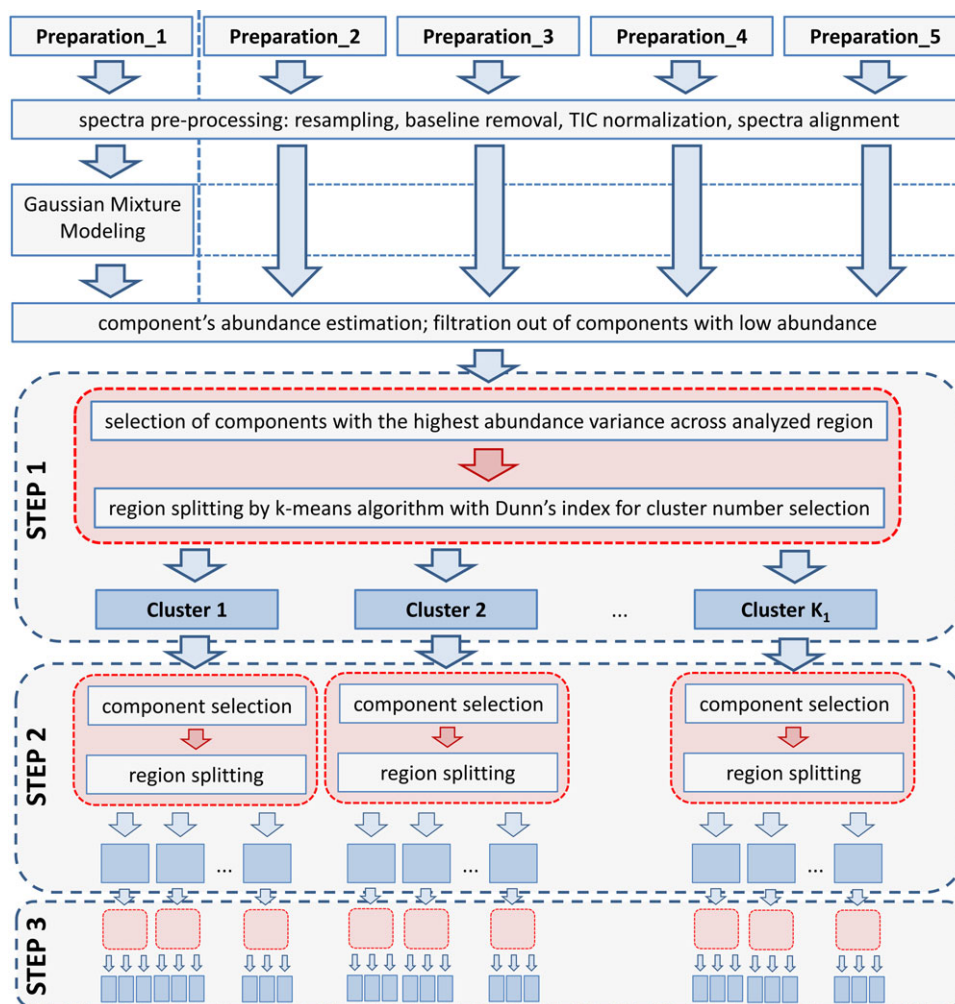 Preparation_1
Preparation_2
Preparation_3
Preparation_4
Preparation_5
spectra pre-processing: resampling, baseline removal, TIC normalization, spectra alignment
Gaussian Mixture
Modeling
component's abundance estimation; filtration out of components with low abundance
STEP 1
selection of components with the highest abundance variance across analyzed region
region splitting by k-means algorithm with Dunn's index for cluster number selection
Cluster 1
Cluster 2
...
Cluster K₁
STEP 2
component selection
region splitting
component selection
region splitting
component selection
region splitting
...
...
...
STEP 3